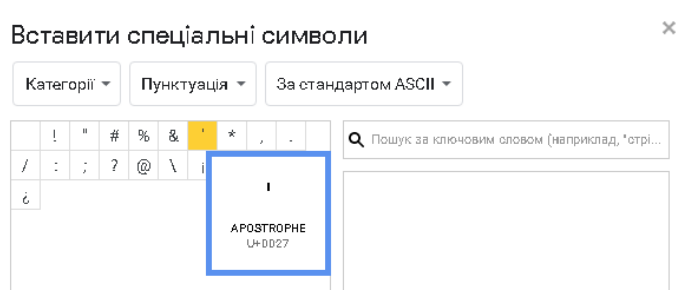 Вставити спеціальні символи
×
Категорії Пунктуація За стандартом ASCII
! " # % & ' * , .
Пошук за ключовим словом (наприклад, "стрі...
/ : ; ? @ \ ¡
¿
'
APOSTROPHE
U+0027